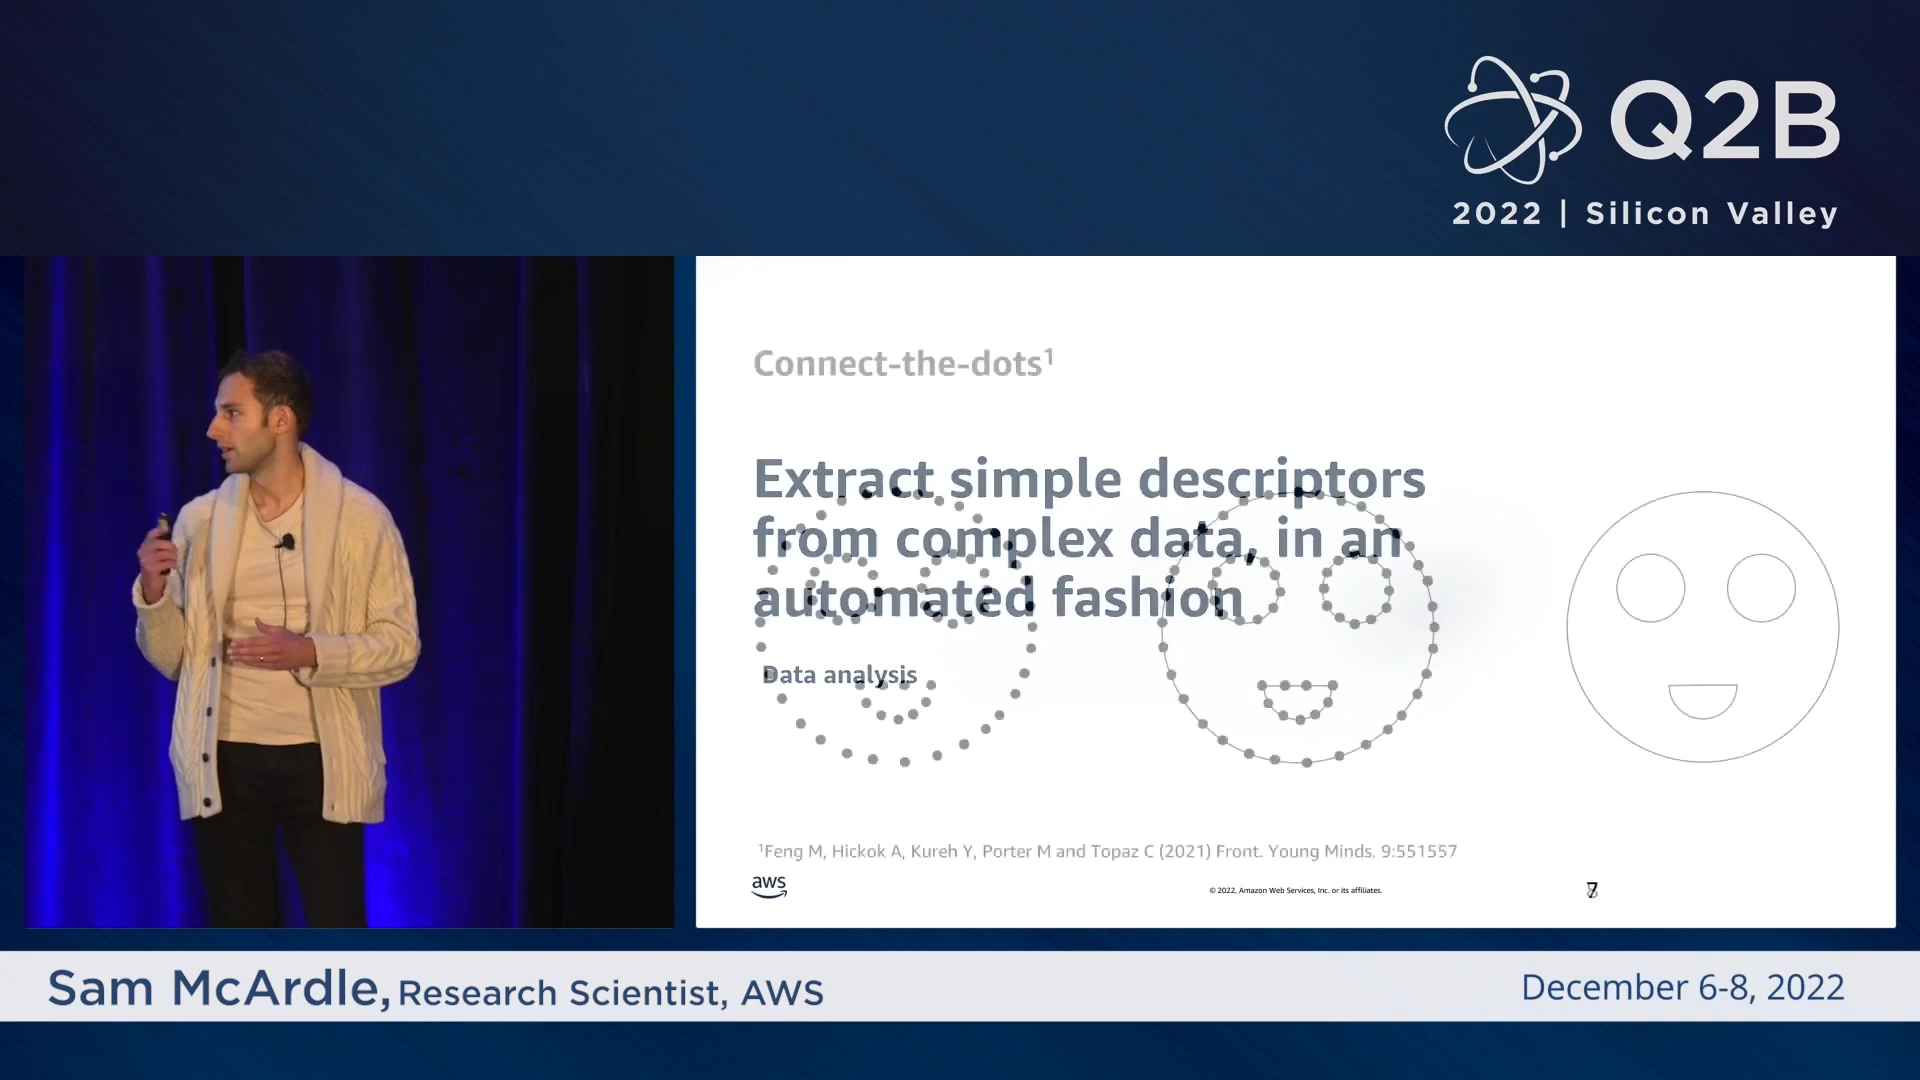 Q2B
2022 | Silicon Valley
Connect-the-dots¹
Extract simple descriptors
from complex data, in an
automated fashion
Data analysis
¹Feng M, Hickok A, Kureh Y, Porter M and Topaz C (2021) Front. Young Minds. 9:551557
aws
© 2022, Amazon Web Services, Inc. or its affiliates.
Sam McArdle, Research Scientist, AWS
December 6-8, 2022